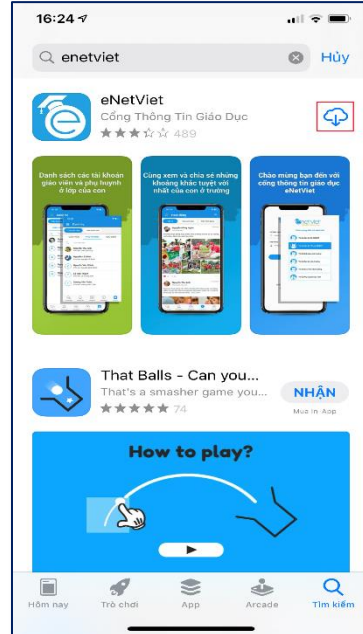 16:24
enetviet
Hủy
eNetViet
Cổng Thông Tin Giáo Dục
489
Danh sách các tài khoản
giáo viên và phụ huynh
ở lớp của con
Cùng xem và chia sẻ những
khoảng khắc tuyệt vời
nhất của con ở trường
Chào mừng bạn đến với
cổng thông tin giáo dục
eNetViet
That Balls - Can you...
That's a smasher game you...
74
NHẬN
Mua In-App
How to play?
Hôm nay
Trò chơi
App
Arcade
Tìm kiếm